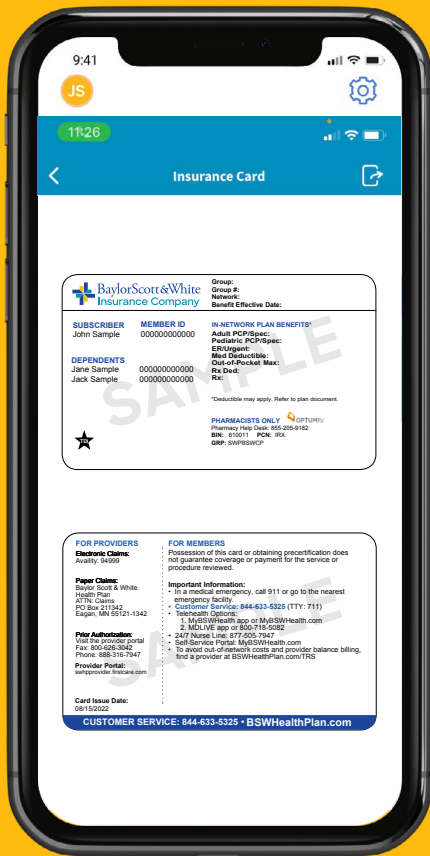 9:41
JS
11:26
Insurance Card
BaylorScott&White
Insurance Company
Group:
Group #:
Network:
Benefit Effective Date:
SUBSCRIBER MEMBER ID
John Sample 000000000000
DEPENDENTS
Jane Sample 000000000000
Jack Sample 000000000000
IN-NETWORK PLAN BENEFITS*
Adult PCP/Spec:
Pediatric PCP/Spec:
ER/Urgent:
Med Deductible:
Out-of-Pocket Max:
Rx Ded:
Rx:
*Deductible may apply. Refer to plan document.
PHARMACISTS ONLY OPTUMRx
Pharmacy Help Desk: 855-205-9182
BIN: 610011 PCN: IRX
GRP: SWPBSWCP
SAMPLE
FOR PROVIDERS
Electronic Claims:
Availity: 94999
Paper Claims:
Baylor Scott & White
Health Plan
ATTN: Claims
PO Box 211342
Eagan, MN 55121-1342
Prior Authorization:
Visit the provider portal
Fax: 800-626-3042
Phone: 888-316-7947
Provider Portal:
swhpprovider.firstcare.com
Card Issue Date:
08/15/2022
FOR MEMBERS
Possession of this card or obtaining precertification does
not guarantee coverage or payment for the service or
procedure reviewed.
Important Information:
• In a medical emergency, call 911 or go to the nearest
emergency facility.
• Customer Service: 844-633-5325 (TTY: 711)
• Telehealth Options:
1. MyBSWHealth app or MyBSWHealth.com
2. MDLIVE app or 800-718-5082
• 24/7 Nurse Line: 877-505-7947
• Self-Service Portal: MyBSWHealth.com
• To avoid out-of-network costs and provider balance billing,
find a provider at BSWHealthPlan.com/TRS
SAMPLE
CUSTOMER SERVICE: 844-633-5325 • BSWHealthPlan.com